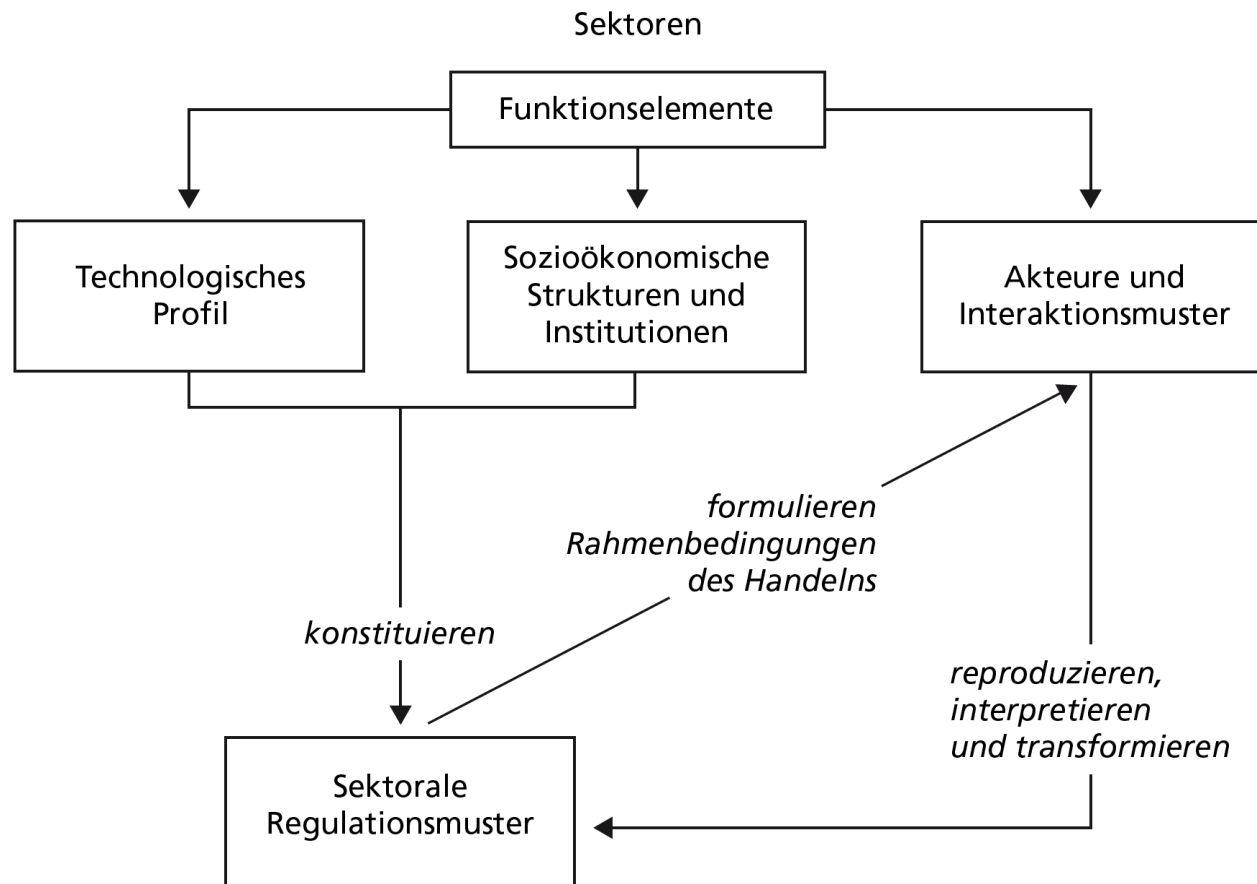 Sektoren
Funktionselemente
Technologisches
Profil
Sozioökonomische
Strukturen und
Institutionen
Akteure und
Interaktionsmuster
formulieren
Rahmenbedingungen
des Handelns
konstituieren
reproduzieren,
interpretieren
und transformieren
Sektorale
Regulationsmuster